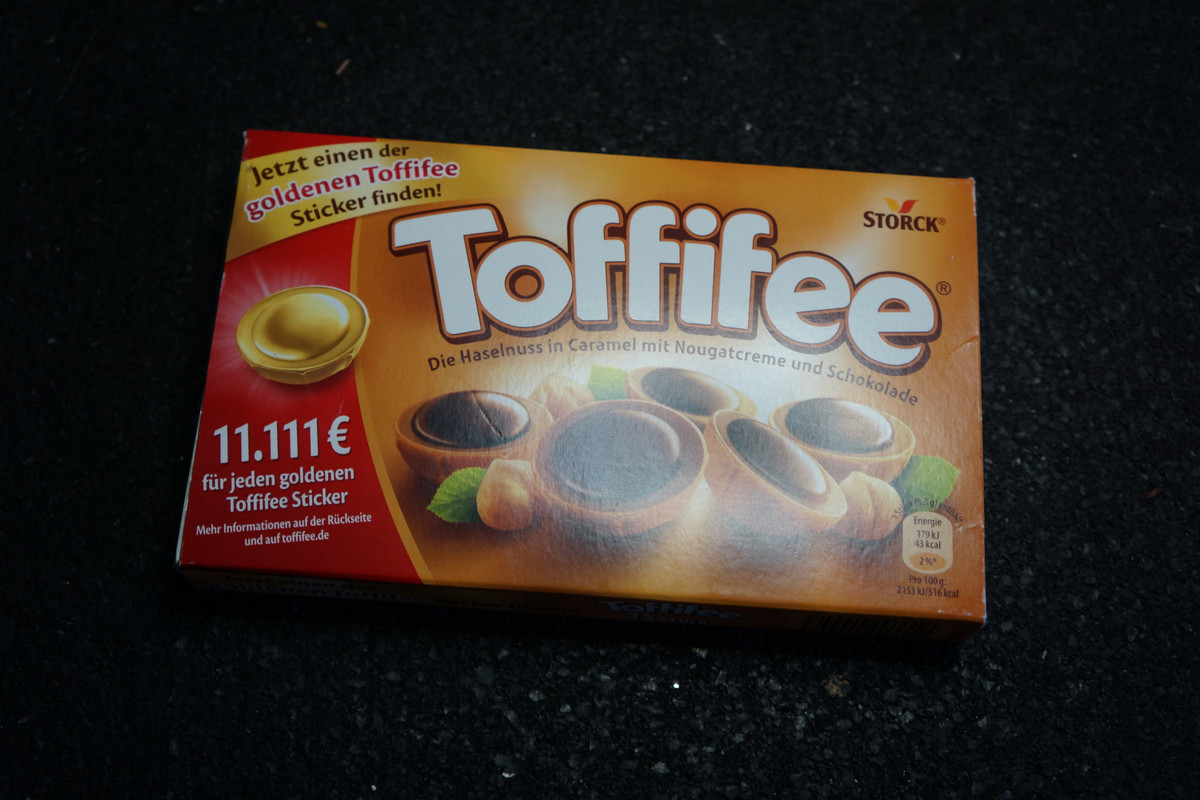 Jetzt einen der
goldenen Toffifee
Sticker finden!
STORCK®
Toffifee®
Die Haselnuss in Caramel mit Nougatcreme und Schokolade
11.111 €
für jeden goldenen
Toffifee Sticker
Mehr Informationen auf der Rückseite
und auf toffifee.de
Energie
179 kJ
43 kcal
2%*
Pro 100 g:
2153 kJ/516 kcal
Toffifee